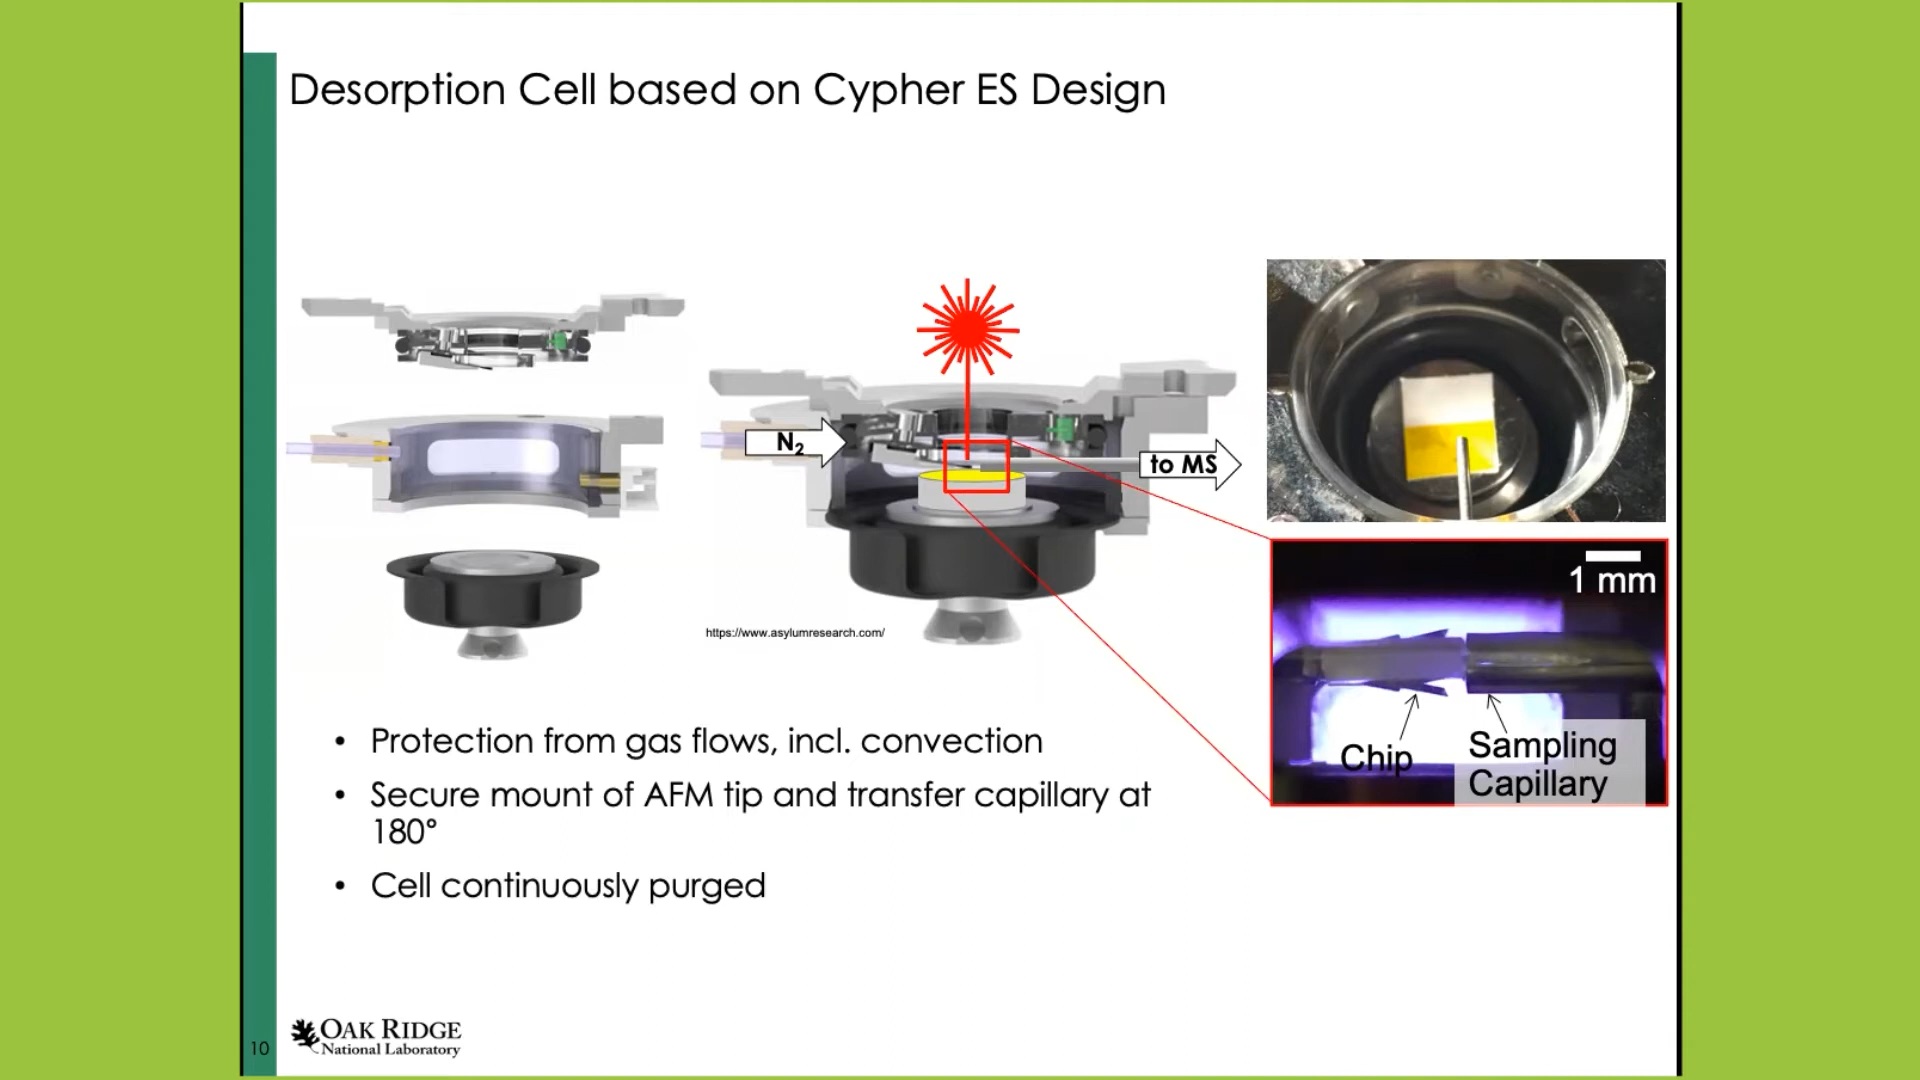 Desorption Cell based on Cypher ES Design
N2
to MS
https://www.asylumresearch.com/
1 mm
Chip
Sampling
Capillary
• Protection from gas flows, incl. convection
• Secure mount of AFM tip and transfer capillary at
180°
• Cell continuously purged
10
OAK RIDGE
National Laboratory